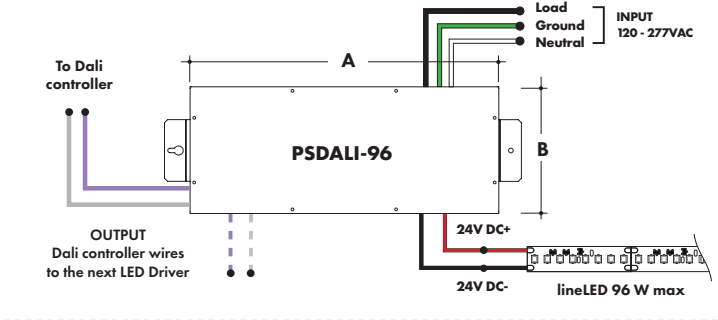 Load
Ground
Neutral
INPUT
120 - 277VAC
To Dali
controller
A
PSDALI-96
B
OUTPUT
Dali controller wires
to the next LED Driver
24V DC+
24V DC-
lineLED 96 W max